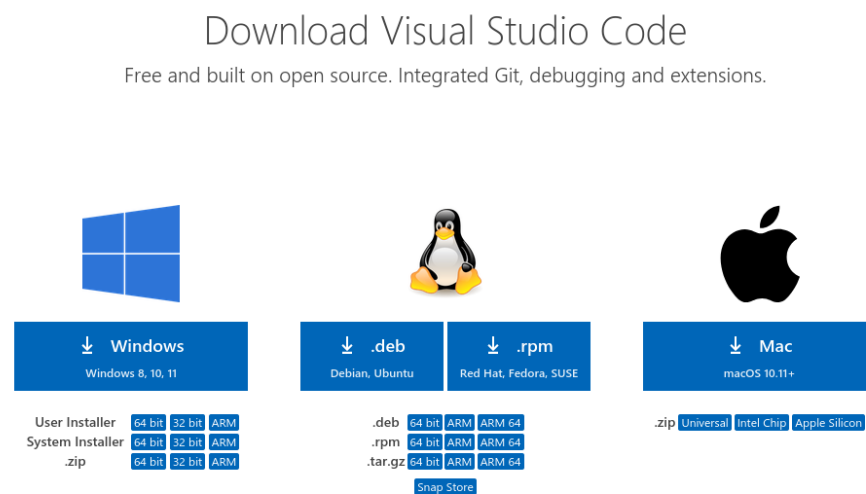 Download Visual Studio Code
Free and built on open source. Integrated Git, debugging and extensions.
Windows
Windows 8, 10, 11
User Installer 64 bit 32 bit ARM
System Installer 64 bit 32 bit ARM
.zip 64 bit 32 bit ARM
.deb
Debian, Ubuntu
.rpm
Red Hat, Fedora, SUSE
.deb 64 bit ARM ARM 64
.rpm 64 bit ARM ARM 64
.tar.gz 64 bit ARM ARM 64
Snap Store
Mac
macOS 10.11+
.zip Universal Intel Chip Apple Silicon